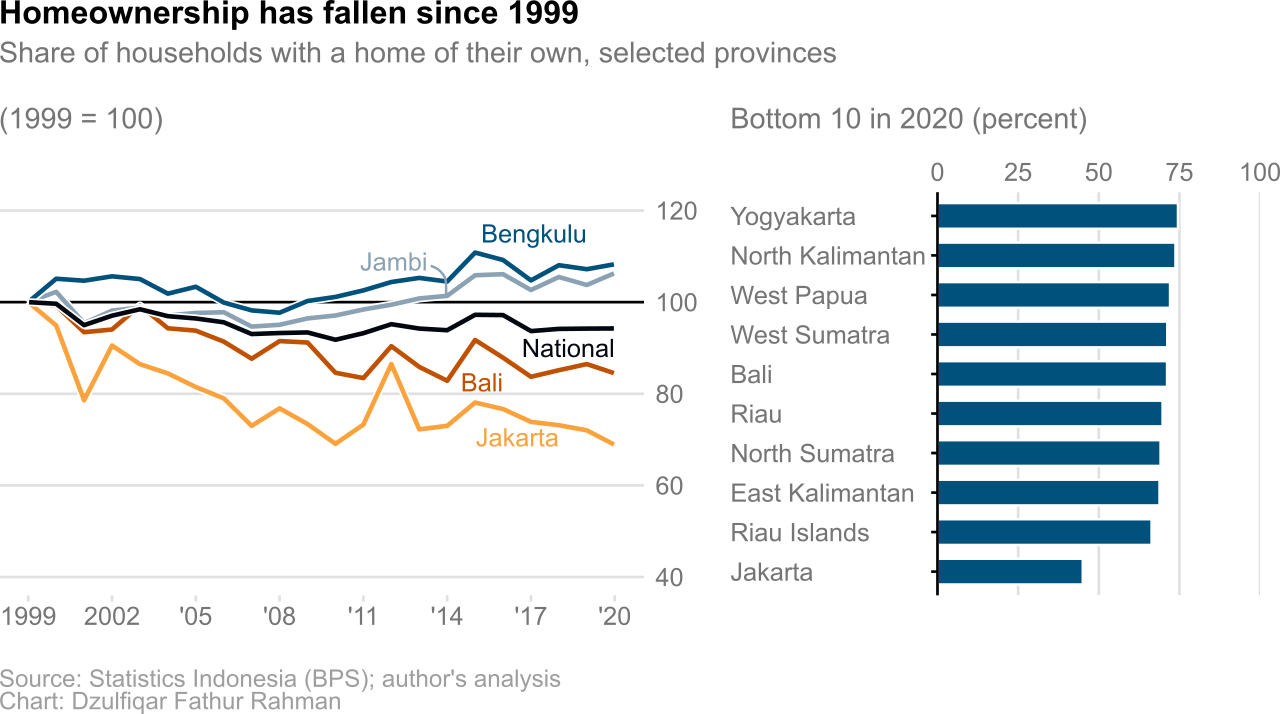 Homeownership has fallen since 1999
Share of households with a home of their own, selected provinces
(1999 = 100)
120
100
80
60
40
Bengkulu
Jambi
National
Bali
Jakarta
1999 2002 '05 '08 '11 '14 '17 '20
Bottom 10 in 2020 (percent)
0 25 50 75 100
Yogyakarta
North Kalimantan
West Papua
West Sumatra
Bali
Riau
North Sumatra
East Kalimantan
Riau Islands
Jakarta
Source: Statistics Indonesia (BPS); author's analysis
Chart: Dzulfiqar Fathur Rahman